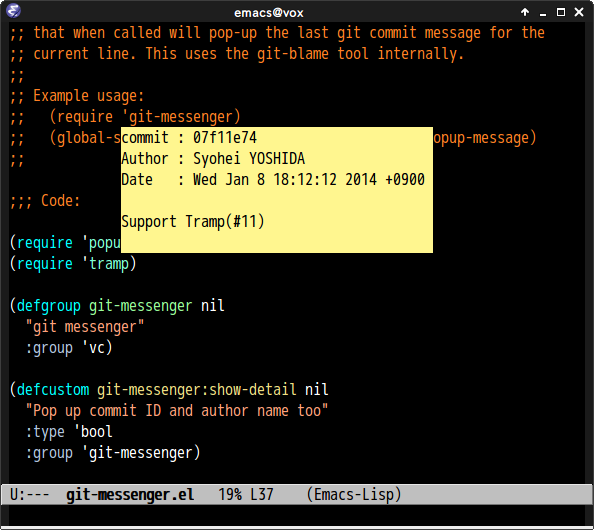 emacs@vox
;; that when called will pop-up the last git commit message for the
;; current line. This uses the git-blame tool internally.
;;
;; Example usage:
;;   (require 'git-messenger)
;;   (global-s
opup-message)
commit : 07f11e74
Author : Syohei YOSHIDA
;;
Date   : Wed Jan 8 18:12:12 2014 +0900
;;; Code:
Support Tramp(#11)
(require 'popu
(require 'tramp)
(defgroup git-messenger nil
  "git messenger"
  :group 'vc)
(defcustom git-messenger:show-detail nil
  "Pop up commit ID and author name too"
  :type 'bool
  :group 'git-messenger)
U:---  git-messenger.el   19% L37    (Emacs-Lisp)